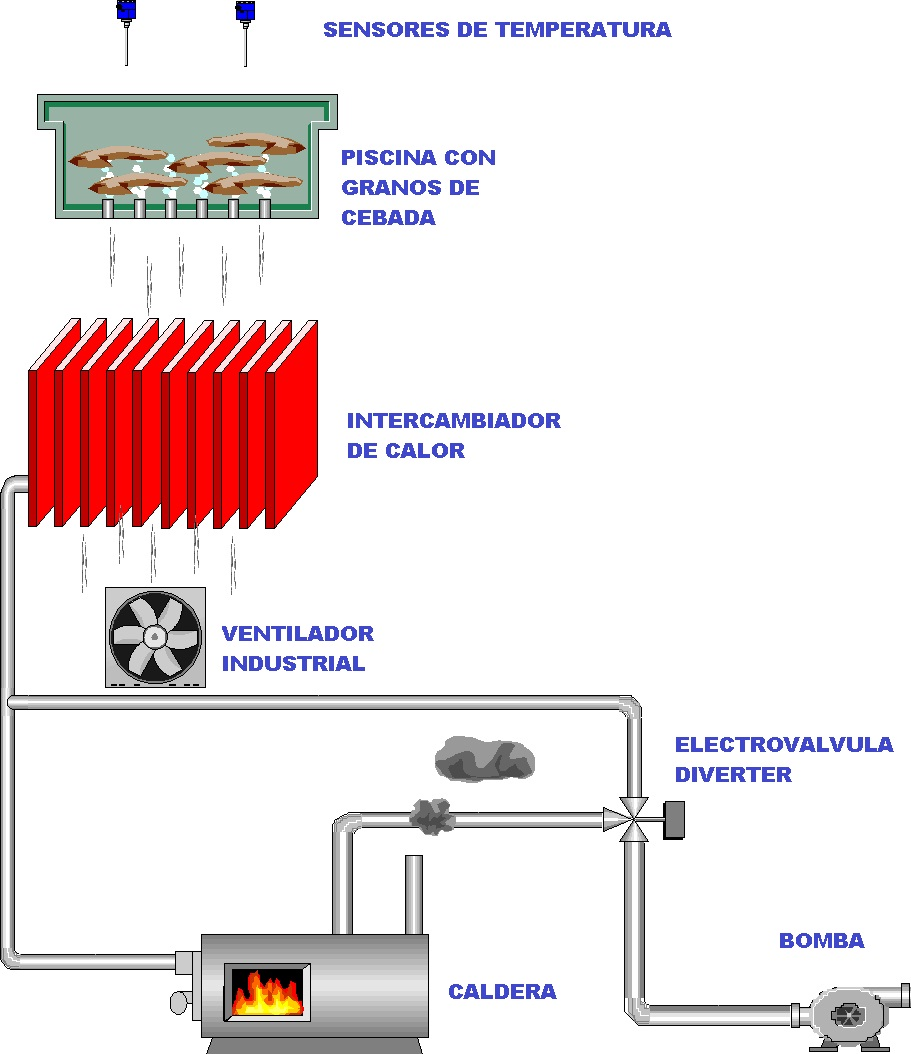 SENSORES DE TEMPERATURA
PISCINA CON
GRANOS DE
CEBADA
INTERCAMBIADOR
DE CALOR
VENTILADOR
INDUSTRIAL
ELECTROVALVULA
DIVERTER
BOMBA
CALDERA